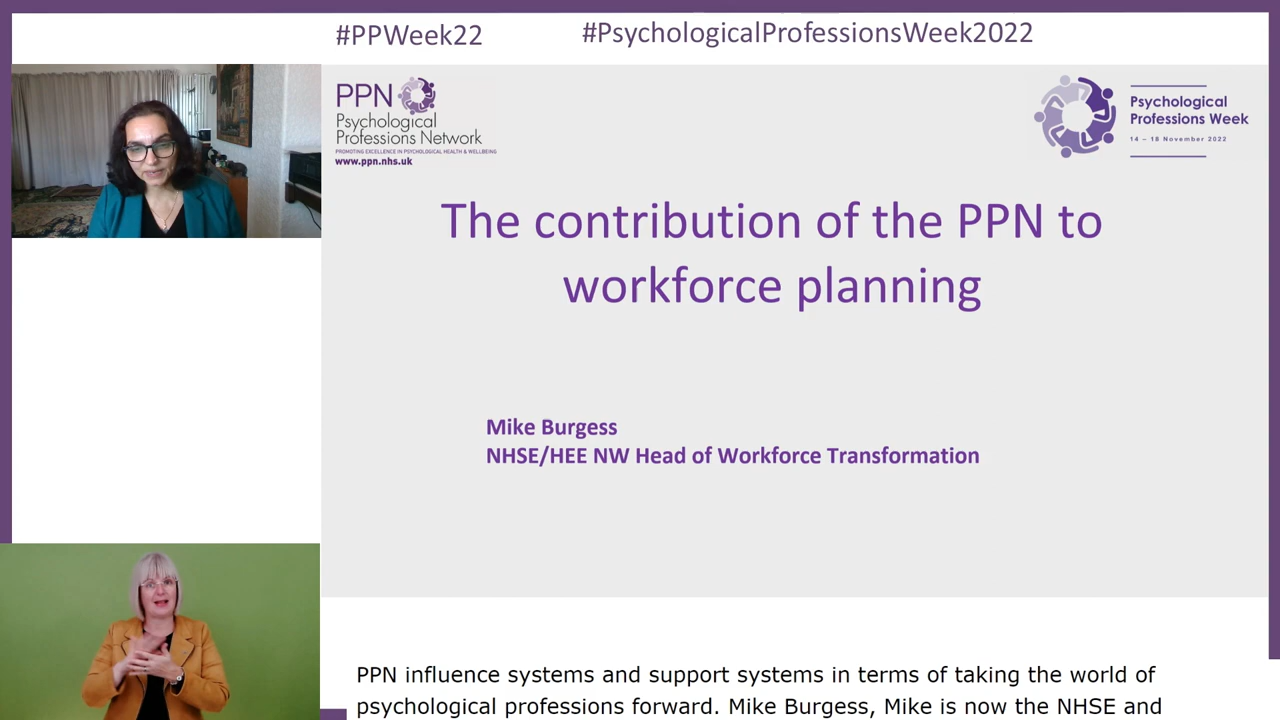 #PPWeek22
#PsychologicalProfessionsWeek2022
PPN
Psychological
Professions Network
PROMOTING EXCELLENCE IN PSYCHOLOGICAL HEALTH & WELLBEING
www.ppn.nhs.uk
Psychological
Professions Week
14 – 18 November 2022
The contribution of the PPN to
workforce planning
Mike Burgess
NHSE/HEE NW Head of Workforce Transformation
PPN influence systems and support systems in terms of taking the world of
psychological professions forward. Mike Burgess, Mike is now the NHSE and